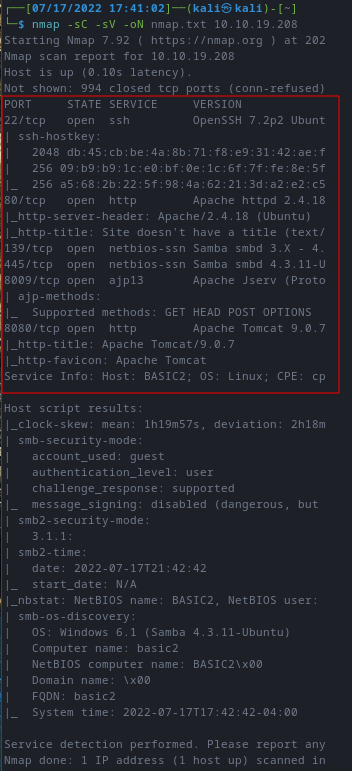 ┌──[07/17/2022 17:41:02]──(kali㉿kali)-[~]
└─$ nmap -sC -sV -oN nmap.txt 10.10.19.208
Starting Nmap 7.92 ( https://nmap.org ) at 202
Nmap scan report for 10.10.19.208
Host is up (0.10s latency).
Not shown: 994 closed tcp ports (conn-refused)
PORT     STATE SERVICE     VERSION
22/tcp   open  ssh         OpenSSH 7.2p2 Ubunt
| ssh-hostkey:
|   2048 db:45:cb:be:4a:8b:71:f8:e9:31:42:ae:f
|   256 09:b9:b9:1c:e0:bf:0e:1c:6f:7f:fe:8e:5f
|_  256 a5:68:2b:22:5f:98:4a:62:21:3d:a2:e2:c5
80/tcp   open  http        Apache httpd 2.4.18
|_http-server-header: Apache/2.4.18 (Ubuntu)
|_http-title: Site doesn't have a title (text/
139/tcp  open  netbios-ssn Samba smbd 3.X - 4.
445/tcp  open  netbios-ssn Samba smbd 4.3.11-U
8009/tcp open  ajp13       Apache Jserv (Proto
| ajp-methods:
|_  Supported methods: GET HEAD POST OPTIONS
8080/tcp open  http        Apache Tomcat 9.0.7
|_http-title: Apache Tomcat/9.0.7
|_http-favicon: Apache Tomcat
Service Info: Host: BASIC2; OS: Linux; CPE: cp
Host script results:
|_clock-skew: mean: 1h19m57s, deviation: 2h18m
| smb-security-mode:
|   account_used: guest
|   authentication_level: user
|   challenge_response: supported
|_  message_signing: disabled (dangerous, but
| smb2-security-mode:
|   3.1.1:
| smb2-time:
|   date: 2022-07-17T21:42:42
|_  start_date: N/A
|_nbstat: NetBIOS name: BASIC2, NetBIOS user:
| smb-os-discovery:
|   OS: Windows 6.1 (Samba 4.3.11-Ubuntu)
|   Computer name: basic2
|   NetBIOS computer name: BASIC2\x00
|   Domain name: \x00
|   FQDN: basic2
|_  System time: 2022-07-17T17:42:42-04:00
Service detection performed. Please report any
Nmap done: 1 IP address (1 host up) scanned in